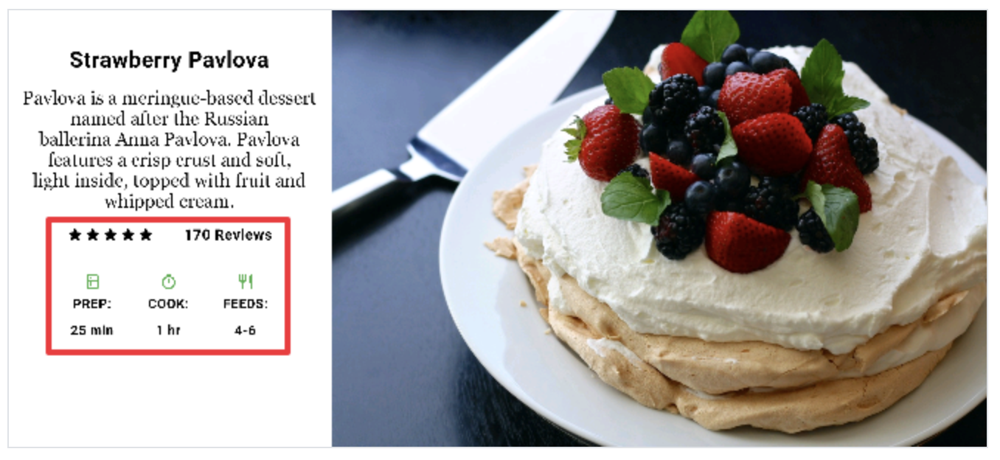 Strawberry Pavlova
Pavlova is a meringue-based dessert
named after the Russian
ballerina Anna Pavlova. Pavlova
features a crisp crust and soft,
light inside, topped with fruit and
whipped cream.
170 Reviews
PREP: COOK: FEEDS:
25 min 1 hr 4-6